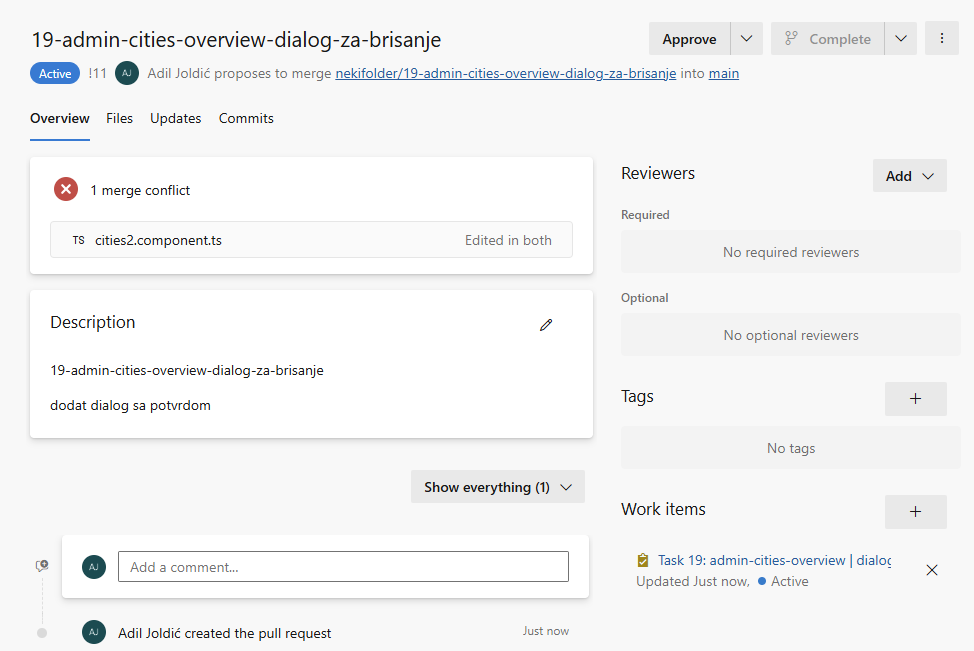 19-admin-cities-overview-dialog-za-brisanje
Approve
Complete
Active !11 AJ Adil Joldić proposes to merge nekifolder/19-admin-cities-overview-dialog-za-brisanje into main
Overview Files Updates Commits
1 merge conflict
TS cities2.component.ts Edited in both
Description
19-admin-cities-overview-dialog-za-brisanje
dodat dialog sa potvrdom
Show everything (1)
AJ Add a comment...
AJ Adil Joldić created the pull request Just now
Reviewers
Add
Required
No required reviewers
Optional
No optional reviewers
Tags
No tags
Work items
Task 19: admin-cities-overview | dialog
Updated Just now, Active